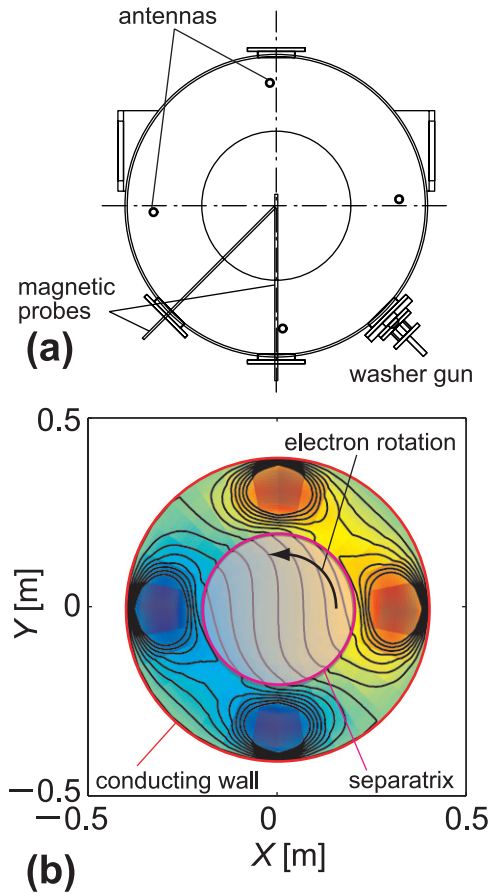 antennas
magnetic
probes
(a)
washer gun
0.5
electron rotation
Y [m]
0
conducting wall
separatrix
−0.5
−0.5
0
0.5
X [m]
(b)